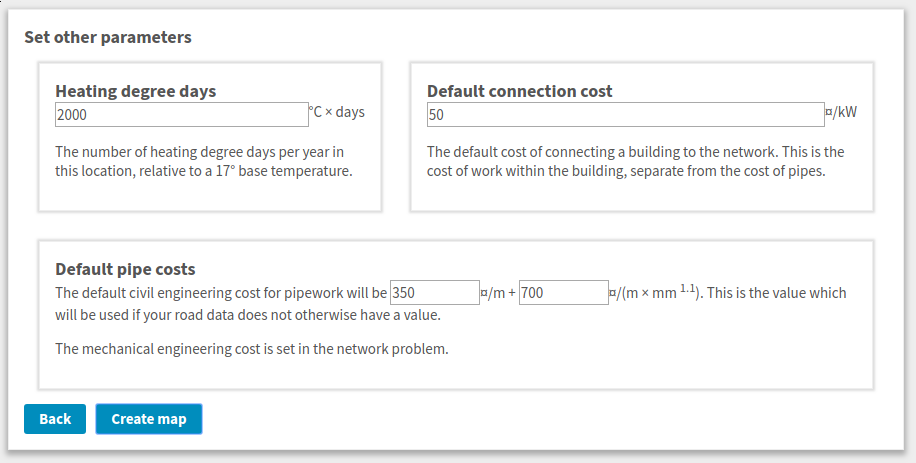 Set other parameters
Heating degree days
2000 °C × days
The number of heating degree days per year in
this location, relative to a 17° base temperature.
Default connection cost
50 ¤/kW
The default cost of connecting a building to the network. This is the
cost of work within the building, separate from the cost of pipes.
Default pipe costs
The default civil engineering cost for pipework will be 350 ¤/m + 700 ¤/(m × mm 1.1). This is the value which
will be used if your road data does not otherwise have a value.
The mechanical engineering cost is set in the network problem.
Back Create map